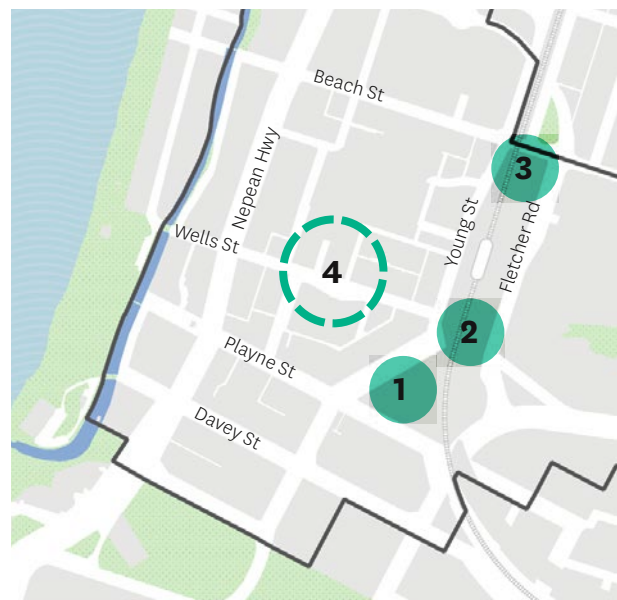 Beach St
Nepean Hwy
3
Young St
Fletcher Rd
Wells St
4
2
Playne St
1
Davey St